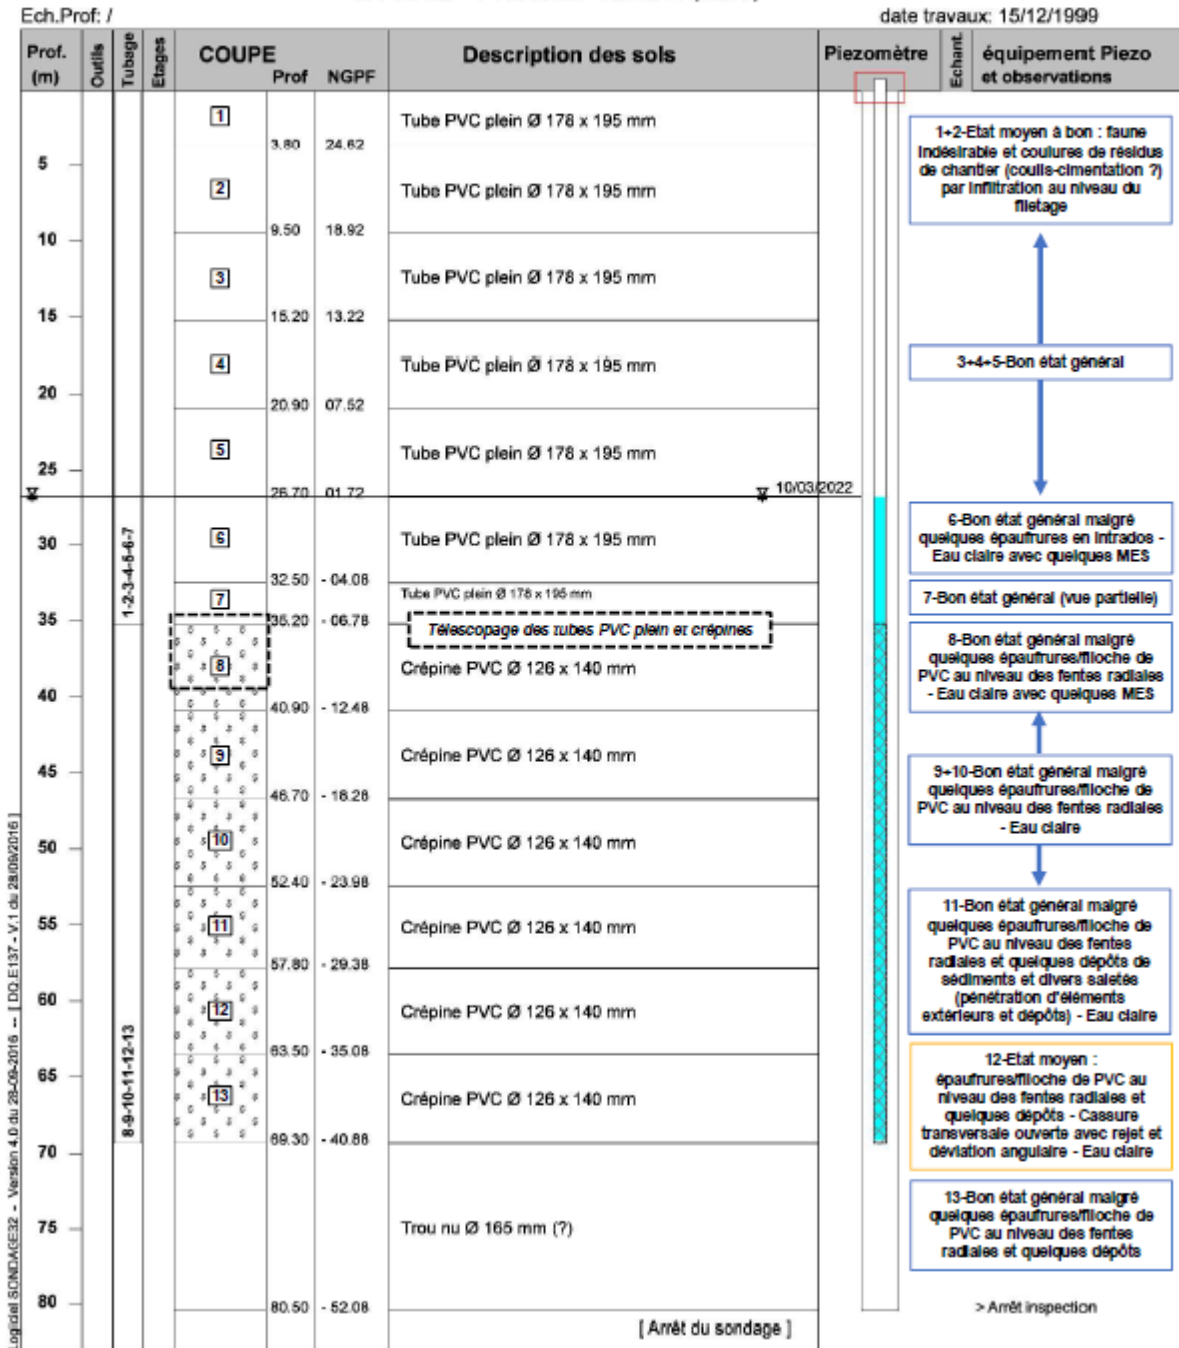 Ech.Prof: /
date travaux: 15/12/1999
Prof. (m)
Outils
Tubage
Etages
COUPE
Prof NGPF
Description des sols
Piezomètre
Echant.
équipement Piezo
et observations
1
Tube PVC plein Ø 178 x 195 mm
3.80 24.62
1+2-Etat moyen à bon : faune
indésirable et coulures de résidus
de chantier (coulis-cimentation ?)
par infiltration au niveau du
filetage
5
2
Tube PVC plein Ø 178 x 195 mm
9.50 18.92
10
3
Tube PVC plein Ø 178 x 195 mm
15.20 13.22
15
4
Tube PVC plein Ø 178 x 195 mm
3+4+5-Bon état général
20
20.90 07.52
5
Tube PVC plein Ø 178 x 195 mm
25
26.70 01.72
10/03/2022
6
Tube PVC plein Ø 178 x 195 mm
6-Bon état général malgré
quelques épaufrures en intrados -
Eau claire avec quelques MES
30
1-2-3-4-5-6-7
32.50 - 04.08
7
Tube PVC plein Ø 178 x 195 mm
7-Bon état général (vue partielle)
35
35.20 - 06.78
Télescopage des tubes PVC plein et crépines
8
Crépine PVC Ø 126 x 140 mm
8-Bon état général malgré
quelques épaufrures/filoche de
PVC au niveau des fentes radiales
- Eau claire avec quelques MES
40
40.90 - 12.48
9
Crépine PVC Ø 126 x 140 mm
9+10-Bon état général malgré
quelques épaufrures/filoche de
PVC au niveau des fentes radiales
- Eau claire
45
46.70 - 18.28
10
Crépine PVC Ø 126 x 140 mm
50
52.40 - 23.98
11
Crépine PVC Ø 126 x 140 mm
11-Bon état général malgré
quelques épaufrures/filoche de
PVC au niveau des fentes
radiales et quelques dépôts de
sédiments et divers saletés
(pénétration d'éléments
extérieurs et dépôts) - Eau claire
55
57.80 - 29.38
12
Crépine PVC Ø 126 x 140 mm
60
63.50 - 35.08
12-Etat moyen :
épaufrures/filoche de PVC au
niveau des fentes radiales et
quelques dépôts - Cassure
transversale ouverte avec rejet et
déviation angulaire - Eau claire
65
8-9-10-11-12-13
13
Crépine PVC Ø 126 x 140 mm
69.30 - 40.88
70
13-Bon état général malgré
quelques épaufrures/filoche de
PVC au niveau des fentes
radiales et quelques dépôts
75
Trou nu Ø 165 mm (?)
80
80.50 - 52.08
> Arrêt inspection
[ Arrêt du sondage ]
Logiciel SONDAGE32 - Version 4.0 du 28-09-2016 -- [ DQ.E137 - V.1 du 28/09/2016 ]